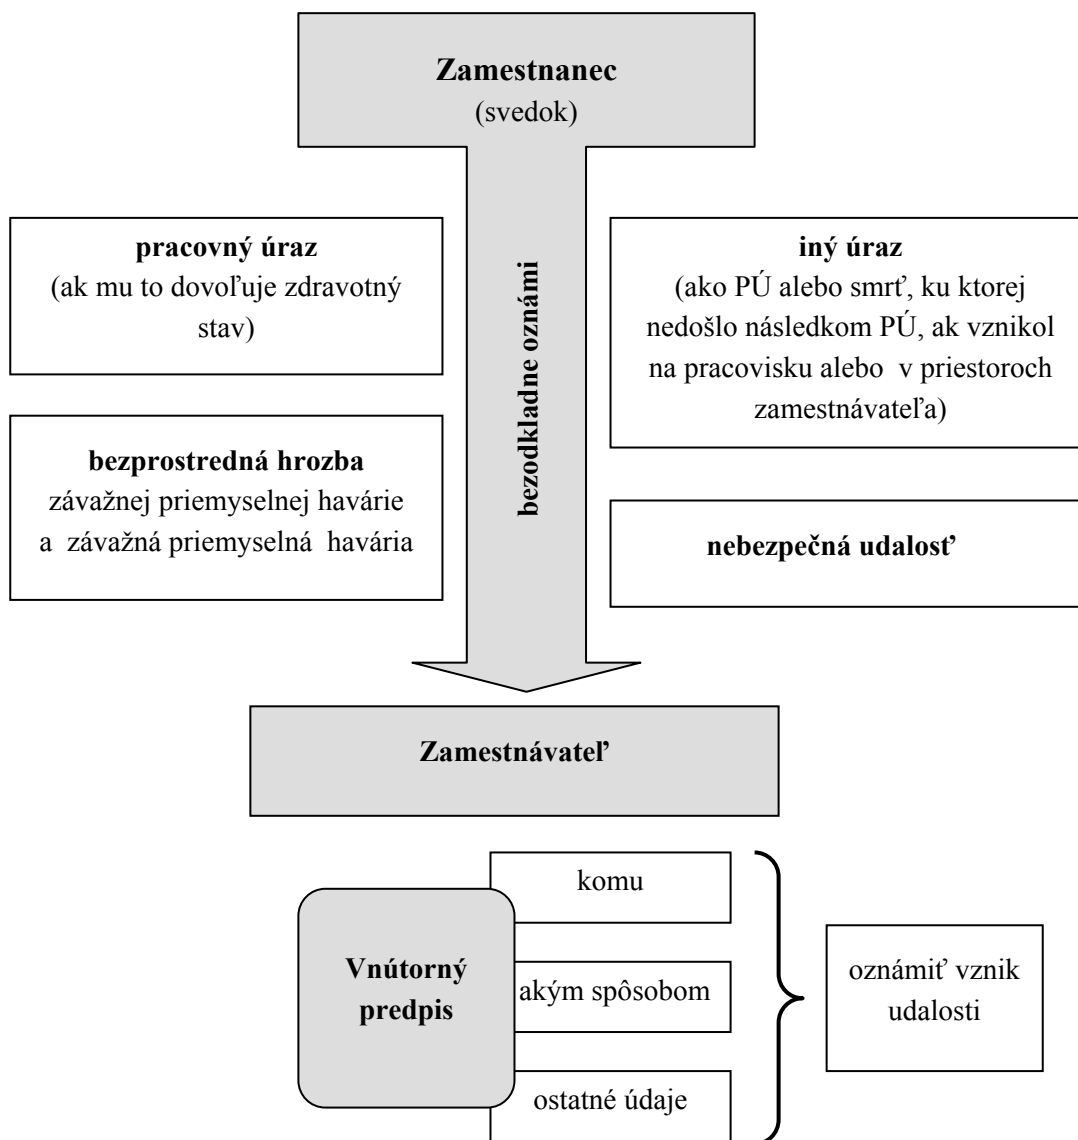 Zamestnanec
(svedok)
pracovný úraz
(ak mu to dovoľuje zdravotný
stav)
bezprostredná hrozba
závažnej priemyselnej havárie
a závažná priemyselná havária
bezodkladne oznámi
iný úraz
(ako PÚ alebo smrť, ku ktorej
nedošlo následkom PÚ, ak vznikol
na pracovisku alebo v priestoroch
zamestnávateľa)
nebezpečná udalosť
Zamestnávateľ
Vnútorný
predpis
komu
akým spôsobom
ostatné údaje
oznámiť vznik
udalosti